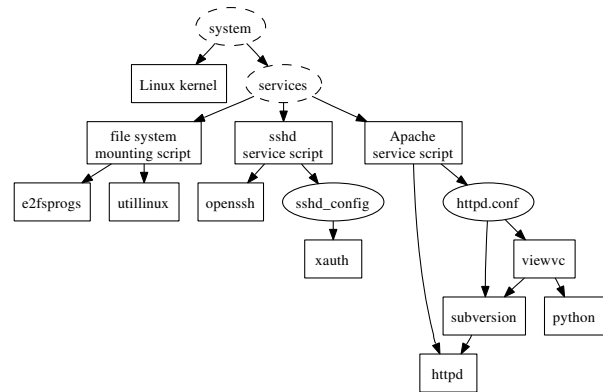 system
Linux kernel
services
file system
mounting script
sshd
service script
Apache
service script
e2fsprogs
utillinux
openssh
sshd_config
httpd.conf
xauth
viewvc
subversion
python
httpd